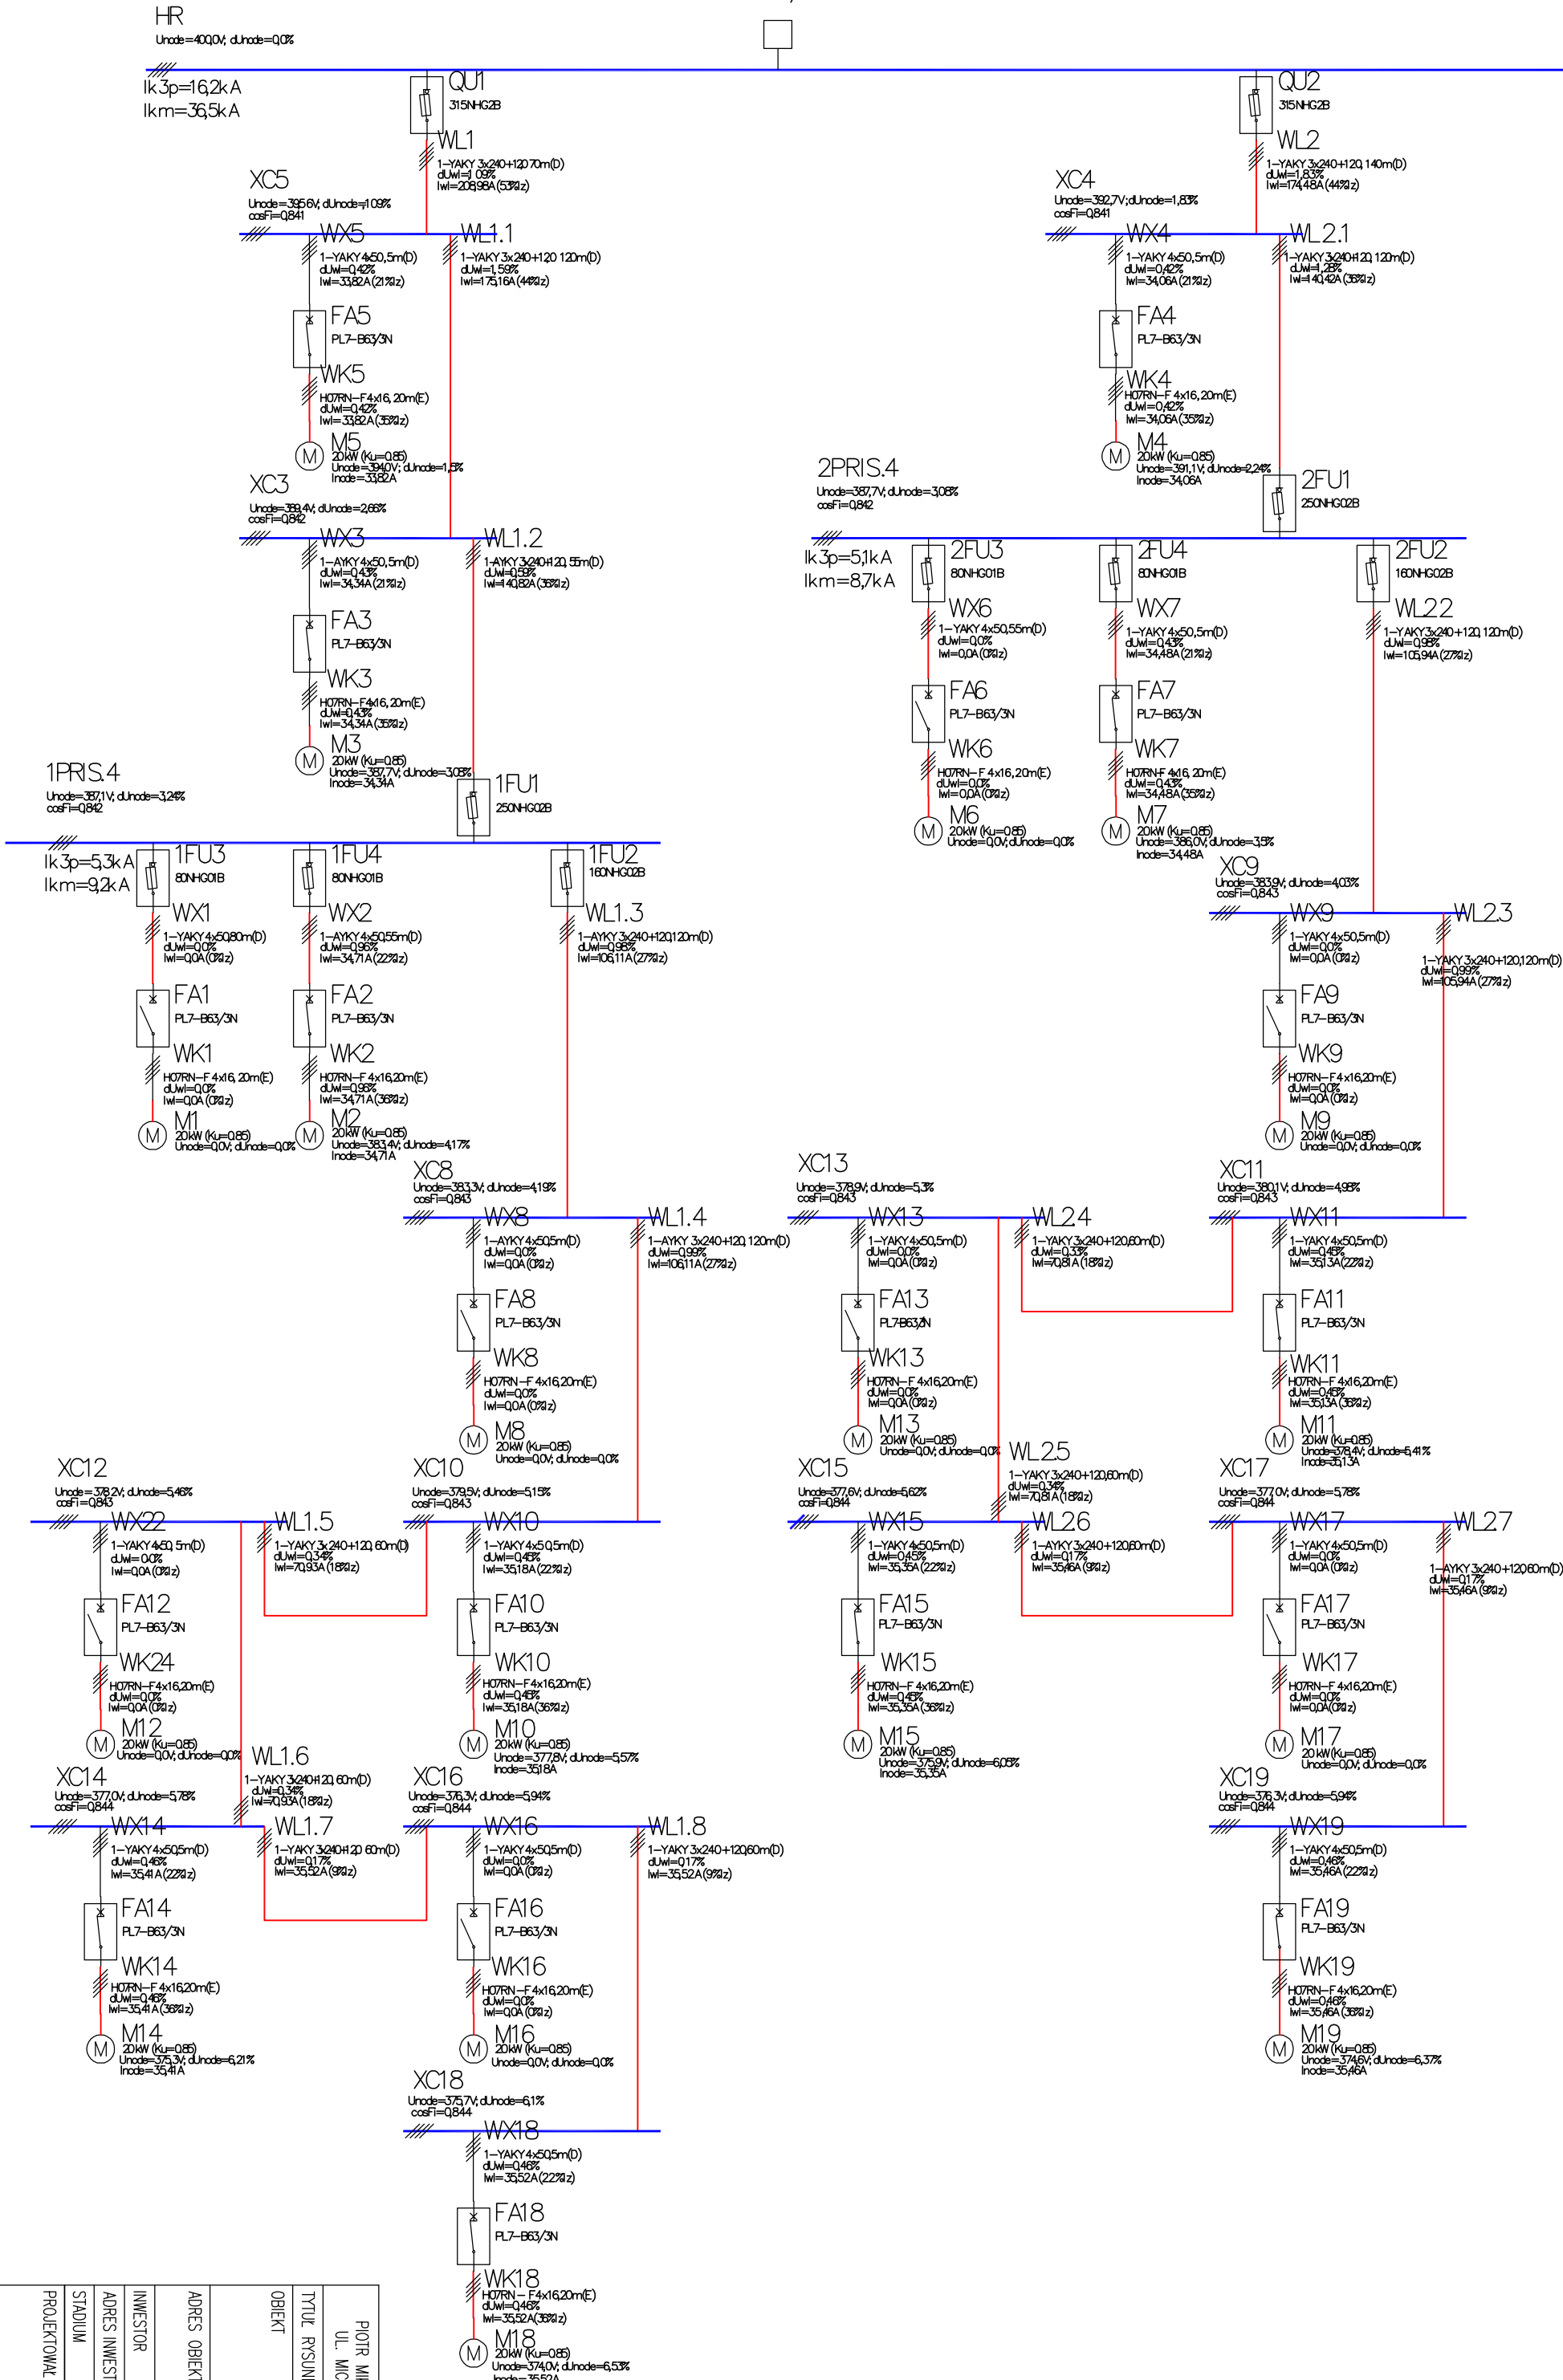 HR
Unode=400,0V; dUnode=0,0%
Ik3p=16,2kA
Ikm=36,5kA
QU1
315NHG2B
WL1
1-YAKY 3x240+120 70m(D)
dUwl=1,09%
Iwl=208,98A (53%Iz)
QU2
315NHG2B
WL2
1-YAKY 3x240+120, 140m(D)
dUwl=1,83%
Iwl=174,48A (44%Iz)
XC5
Unode=395,6V; dUnode=1,09%
cosFi=0,841
WX5
1-YAKY 4x50, 5m(D)
dUwl=0,42%
Iwl=33,82A (21%Iz)
WL1.1
1-YAKY 3x240+120 120m(D)
dUwl=1,59%
Iwl=175,16A (44%Iz)
FA5
PL7-B63/3N
WK5
H07RN-F 4x16, 20m(E)
dUwl=0,42%
Iwl=33,82A (35%Iz)
M
M5
20kW (Ku=0.85)
Unode=394,0V; dUnode=1,5%
Inode=33,82A
XC4
Unode=392,7V; dUnode=1,83%
cosFi=0,841
WX4
1-YAKY 4x50, 5m(D)
dUwl=0,42%
Iwl=34,06A (21%Iz)
WL2.1
1-YAKY 3x240+120, 120m(D)
dUwl=1,28%
Iwl=140,42A (36%Iz)
FA4
PL7-B63/3N
WK4
H07RN-F 4x16, 20m(E)
dUwl=0,42%
Iwl=34,06A (35%Iz)
M
M4
20kW (Ku=0.85)
Unode=391,1V; dUnode=2,24%
Inode=34,06A
XC3
Unode=389,4V; dUnode=2,66%
cosFi=0,842
WX3
1-AYKY 4x50, 5m(D)
dUwl=0,43%
Iwl=34,34A (21%Iz)
WL1.2
1-AYKY 3x240+120, 55m(D)
dUwl=0,59%
Iwl=140,82A (36%Iz)
FA3
PL7-B63/3N
WK3
H07RN-F 4x16, 20m(E)
dUwl=0,43%
Iwl=34,34A (35%Iz)
M
M3
20kW (Ku=0.85)
Unode=387,7V; dUnode=3,08%
Inode=34,34A
1FU1
250NHG02B
2PRIS.4
Unode=387,7V; dUnode=3,08%
cosFi=0,842
2FU1
250NHG02B
Ik3p=5,1kA
Ikm=8,7kA
2FU3
80NHG01B
WX6
1-YAKY 4x50, 55m(D)
dUwl=0,0%
Iwl=0,0A (0%Iz)
FA6
PL7-B63/3N
WK6
H07RN-F 4x16, 20m(E)
dUwl=0,0%
Iwl=0,0A (0%Iz)
M
M6
20kW (Ku=0.85)
Unode=0,0V; dUnode=0,0%
2FU4
80NHG01B
WX7
1-YAKY 4x50, 5m(D)
dUwl=0,43%
Iwl=34,48A (21%Iz)
FA7
PL7-B63/3N
WK7
H07RN-F 4x16, 20m(E)
dUwl=0,43%
Iwl=34,48A (35%Iz)
M
M7
20kW (Ku=0.85)
Unode=386,0V; dUnode=3,5%
Inode=34,48A
2FU2
160NHG02B
WL2.2
1-YAKY 3x240+120, 120m(D)
dUwl=0,98%
Iwl=105,94A (27%Iz)
1PRIS.4
Unode=387,1V; dUnode=3,24%
cosFi=0,842
Ik3p=5,3kA
Ikm=9,2kA
1FU3
80NHG01B
WX1
1-YAKY 4x50,80m(D)
dUwl=0,0%
Iwl=0,0A (0%Iz)
FA1
PL7-B63/3N
WK1
H07RN-F 4x16, 20m(E)
dUwl=0,0%
Iwl=0,0A (0%Iz)
M
M1
20kW (Ku=0.85)
Unode=0,0V; dUnode=0,0%
1FU4
80NHG01B
WX2
1-AYKY 4x50,55m(D)
dUwl=0,96%
Iwl=34,71A (22%Iz)
FA2
PL7-B63/3N
WK2
H07RN-F 4x16,20m(E)
dUwl=0,96%
Iwl=34,71A (36%Iz)
M
M2
20kW (Ku=0.85)
Unode=383,4V; dUnode=4,17%
Inode=34,71A
1FU2
160NHG02B
WL1.3
1-AYKY 3x240+120,120m(D)
dUwl=0,98%
Iwl=106,11A (27%Iz)
XC9
Unode=383,9V; dUnode=4,03%
cosFi=0,843
WX9
1-YAKY 4x50,5m(D)
dUwl=0,0%
Iwl=0,0A (0%Iz)
WL2.3
1-YAKY 3x240+120,120m(D)
dUwl=0,99%
Iwl=105,94A (27%Iz)
FA9
PL7-B63/3N
WK9
H07RN-F 4x16,20m(E)
dUwl=0,0%
Iwl=0,0A (0%Iz)
M
M9
20kW (Ku=0.85)
Unode=0,0V; dUnode=0,0%
XC8
Unode=383,3V; dUnode=4,19%
cosFi=0,843
WX8
1-AYKY 4x50,5m(D)
dUwl=0,0%
Iwl=0,0A (0%Iz)
WL1.4
1-AYKY 3x240+120, 120m(D)
dUwl=0,99%
Iwl=106,11A (27%Iz)
FA8
PL7-B63/3N
WK8
H07RN-F 4x16,20m(E)
dUwl=0,0%
Iwl=0,0A (0%Iz)
M
M8
20kW (Ku=0.85)
Unode=0,0V; dUnode=0,0%
XC13
Unode=378,9V; dUnode=5,3%
cosFi=0,843
WX13
1-YAKY 4x50,5m(D)
dUwl=0,0%
Iwl=0,0A (0%Iz)
WL2.4
1-YAKY 3x240+120,60m(D)
dUwl=0,33%
Iwl=70,81A (18%Iz)
FA13
PL7-B63/3N
WK13
H07RN-F 4x16,20m(E)
dUwl=0,0%
Iwl=0,0A (0%Iz)
M
M13
20kW (Ku=0.85)
Unode=0,0V; dUnode=0,0%
WL2.5
1-YAKY 3x240+120,60m(D)
dUwl=0,34%
Iwl=70,81A (18%Iz)
XC11
Unode=380,1V; dUnode=4,98%
cosFi=0,843
WX11
1-YAKY 4x50,5m(D)
dUwl=0,45%
Iwl=35,13A (22%Iz)
FA11
PL7-B63/3N
WK11
H07RN-F 4x16,20m(E)
dUwl=0,45%
Iwl=35,13A (36%Iz)
M
M11
20kW (Ku=0.85)
Unode=378,4V; dUnode=5,41%
Inode=35,13A
XC12
Unode=378,2V; dUnode=5,46%
cosFi=0,843
WX22
1-YAKY 4x50, 5m(D)
dUwl=0,0%
Iwl=0,0A (0%Iz)
WL1.5
1-YAKY 3x240+120, 60m(D)
dUwl=0,34%
Iwl=70,93A (18%Iz)
FA12
PL7-B63/3N
WK24
H07RN-F 4x16,20m(E)
dUwl=0,0%
Iwl=0,0A (0%Iz)
M
M12
20kW (Ku=0.85)
Unode=0,0V; dUnode=0,0%
WL1.6
1-YAKY 3x240+120, 60m(D)
dUwl=0,34%
Iwl=70,93A (18%Iz)
XC10
Unode=379,5V; dUnode=5,15%
cosFi=0,843
WX10
1-YAKY 4x50,5m(D)
dUwl=0,45%
Iwl=35,18A (22%Iz)
FA10
PL7-B63/3N
WK10
H07RN-F 4x16,20m(E)
dUwl=0,45%
Iwl=35,18A (36%Iz)
M
M10
20kW (Ku=0.85)
Unode=377,8V; dUnode=5,57%
Inode=35,18A
XC15
Unode=377,6V; dUnode=5,62%
cosFi=0,844
WX15
1-YAKY 4x50,5m(D)
dUwl=0,45%
Iwl=35,35A (22%Iz)
WL2.6
1-AYKY 3x240+120,60m(D)
dUwl=0,17%
Iwl=35,46A (9%Iz)
FA15
PL7-B63/3N
WK15
H07RN-F 4x16,20m(E)
dUwl=0,45%
Iwl=35,35A (36%Iz)
M
M15
20kW (Ku=0.85)
Unode=375,9V; dUnode=6,05%
Inode=35,35A
XC17
Unode=377,0V; dUnode=5,78%
cosFi=0,844
WX17
1-YAKY 4x50,5m(D)
dUwl=0,0%
Iwl=0,0A (0%Iz)
WL2.7
1-AYKY 3x240+120,60m(D)
dUwl=0,17%
Iwl=35,46A (9%Iz)
FA17
PL7-B63/3N
WK17
H07RN-F 4x16,20m(E)
dUwl=0,0%
Iwl=0,0A (0%Iz)
M
M17
20kW (Ku=0.85)
Unode=0,0V; dUnode=0,0%
XC14
Unode=377,0V; dUnode=5,78%
cosFi=0,844
WX14
1-YAKY 4x50,5m(D)
dUwl=0,46%
Iwl=35,41A (22%Iz)
WL1.7
1-YAKY 3x240+120 60m(D)
dUwl=0,17%
Iwl=35,52A (9%Iz)
FA14
PL7-B63/3N
WK14
H07RN-F 4x16,20m(E)
dUwl=0,46%
Iwl=35,41A (36%Iz)
M
M14
20kW (Ku=0.85)
Unode=375,3V; dUnode=6,21%
Inode=35,41A
XC16
Unode=376,3V; dUnode=5,94%
cosFi=0,844
WX16
1-YAKY 4x50,5m(D)
dUwl=0,0%
Iwl=0,0A (0%Iz)
WL1.8
1-YAKY 3x240+120,60m(D)
dUwl=0,17%
Iwl=35,52A (9%Iz)
FA16
PL7-B63/3N
WK16
H07RN-F 4x16,20m(E)
dUwl=0,0%
Iwl=0,0A (0%Iz)
M
M16
20kW (Ku=0.85)
Unode=0,0V; dUnode=0,0%
XC19
Unode=376,3V; dUnode=5,94%
cosFi=0,844
WX19
1-YAKY 4x50,5m(D)
dUwl=0,46%
Iwl=35,46A (22%Iz)
FA19
PL7-B63/3N
WK19
H07RN-F 4x16,20m(E)
dUwl=0,46%
Iwl=35,46A (36%Iz)
M
M19
20kW (Ku=0.85)
Unode=374,6V; dUnode=6,37%
Inode=35,46A
XC18
Unode=375,7V; dUnode=6,1%
cosFi=0,844
WX18
1-YAKY 4x50,5m(D)
dUwl=0,46%
Iwl=35,52A (22%Iz)
FA18
PL7-B63/3N
WK18
H07RN-F 4x16,20m(E)
dUwl=0,46%
Iwl=35,52A (36%Iz)
M
M18
20kW (Ku=0.85)
Unode=374,0V; dUnode=6,53%
Inode=35,52A
PIOTR
UL.
TYTUŁ
OBIEKT
ADRES
INWESTOR
ADRES
STADIUM
PROJEKTOWAŁ